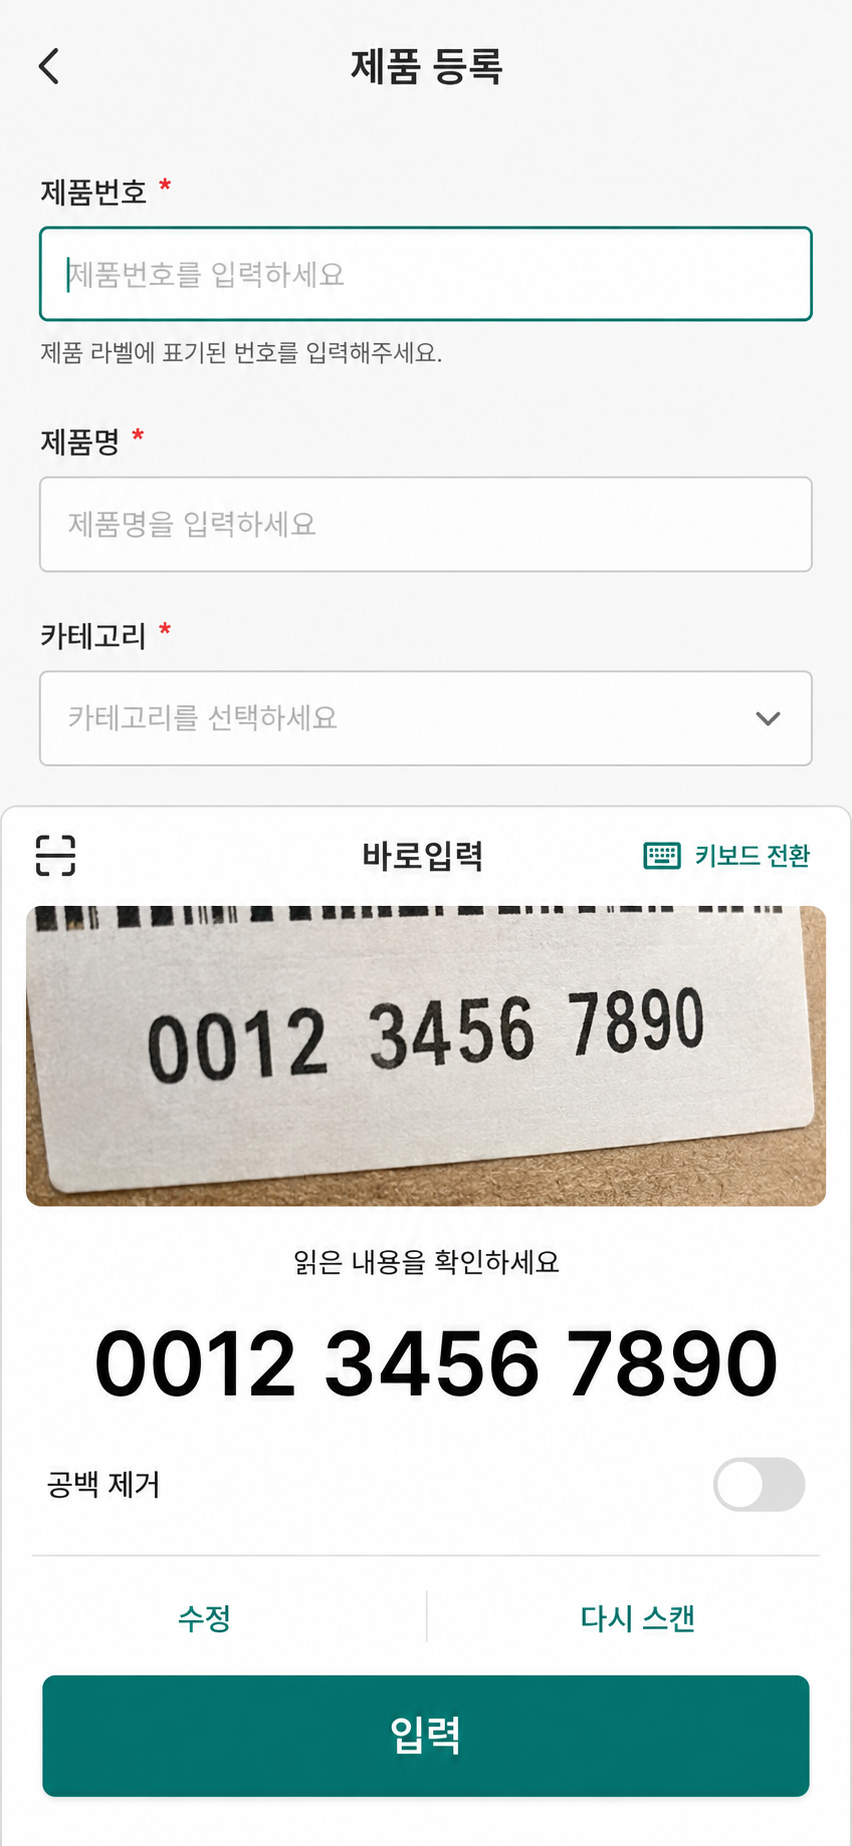 제품 등록
제품번호 *
제품번호를 입력하세요
제품 라벨에 표기된 번호를 입력해주세요.
제품명 *
제품명을 입력하세요
카테고리 *
카테고리를 선택하세요
바로입력
키보드 전환
0012 3456 7890
읽은 내용을 확인하세요
0012 3456 7890
공백 제거
수정
다시 스캔
입력